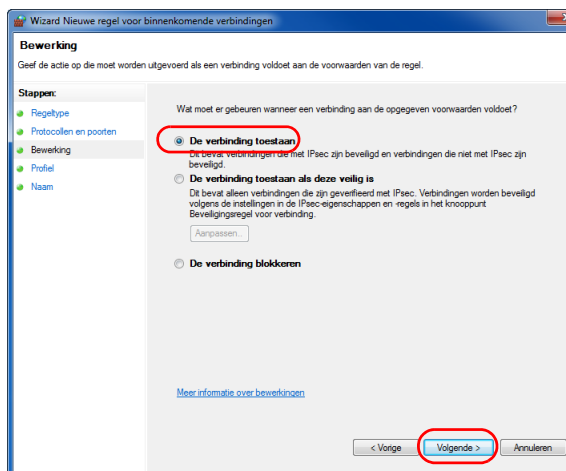 Wizard Nieuwe regel voor binnenkomende verbindingen
Bewerking
Geef de actie op die moet worden uitgevoerd als een verbinding voldoet aan de voorwaarden van de regel.
Stappen:
Regeltype
Protocollen en poorten
Bewerking
Profiel
Naam
Wat moet er gebeuren wanneer een verbinding aan de opgegeven voorwaarden voldoet?
De verbinding toestaan
Dit bevat verbindingen die met IPsec zijn beveiligd en verbindingen die niet met IPsec zijn
beveiligd.
De verbinding toestaan als deze veilig is
Dit bevat alleen verbindingen die zijn geverifieerd met IPsec. Verbindingen worden beveiligd
volgens de instellingen in de IPsec-eigenschappen en -regels in het knooppunt
Beveiligingsregel voor verbinding.
Aanpassen...
De verbinding blokkeren
Meer informatie over bewerkingen
< Vorige
Volgende >
Annuleren